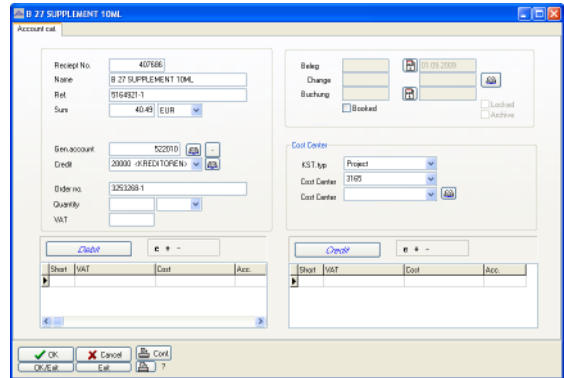 B 27 SUPPLEMENT 10ML
Account cat.
Reciept No. 407686
Name B 27 SUPPLEMENT 10ML
Ref. 5164921-1
Sum 40.49 EUR
Gen.account 522010 -
Credit 20000 <KREDITOREN>
Order no. 3253268-1
Quantity
VAT
Beleg 01.09.2009
Change
Buchung
Booked
Locked
Archive
Cost Center
KST.typ Project
Cost Center 3165
Cost Center
Debit e + -
Short VAT Cost Acc.
Credit e + -
Short VAT Cost Acc.
OK Cancel Cont.
OK/Exit Exit ?